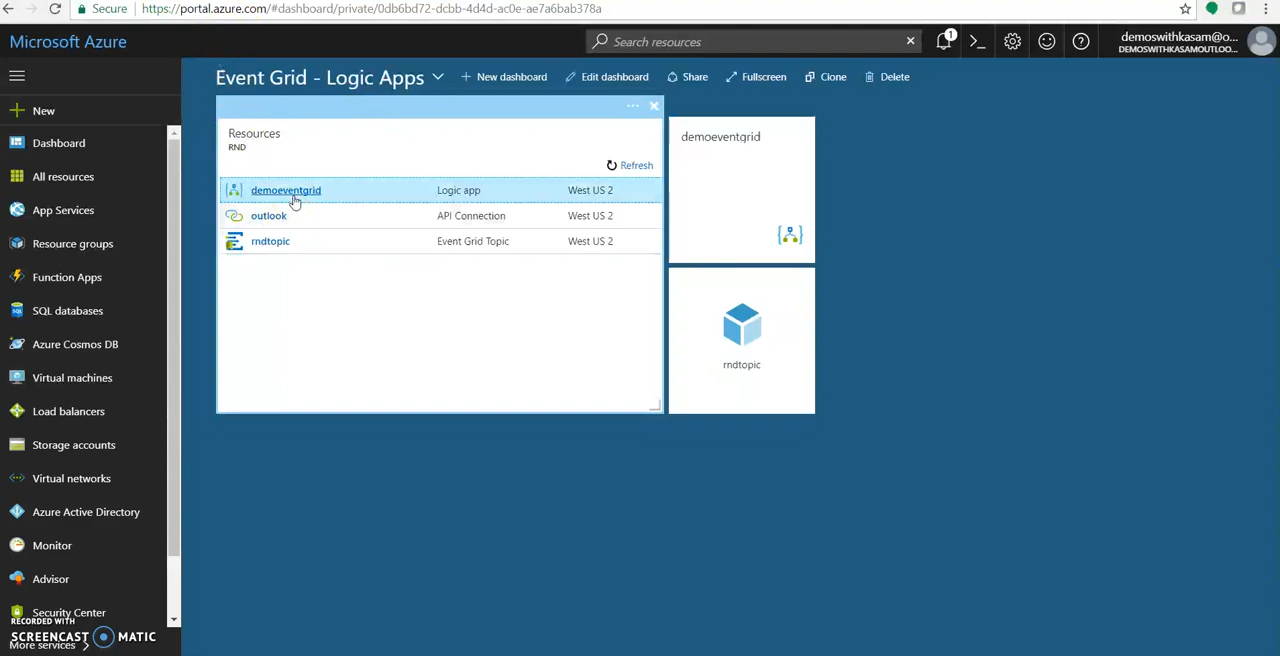 Secure https://portal.azure.com/#dashboard/private/0db6bd72-dcbb-4d4d-ac0e-ae7a6bab378a
Microsoft Azure
Search resources
1
demoswithkasam@o...
DEMOSWITHKASAMOUTLOO...
Event Grid - Logic Apps
New dashboard
Edit dashboard
Share
Fullscreen
Clone
Delete
New
Dashboard
All resources
App Services
Resource groups
Function Apps
SQL databases
Azure Cosmos DB
Virtual machines
Load balancers
Storage accounts
Virtual networks
Azure Active Directory
Monitor
Advisor
Security Center
More services
Resources
RND
Refresh
demoeventgrid Logic app West US 2
outlook API Connection West US 2
rndtopic Event Grid Topic West US 2
demoeventgrid
rndtopic
RECORDED WITH
SCREENCAST MATIC